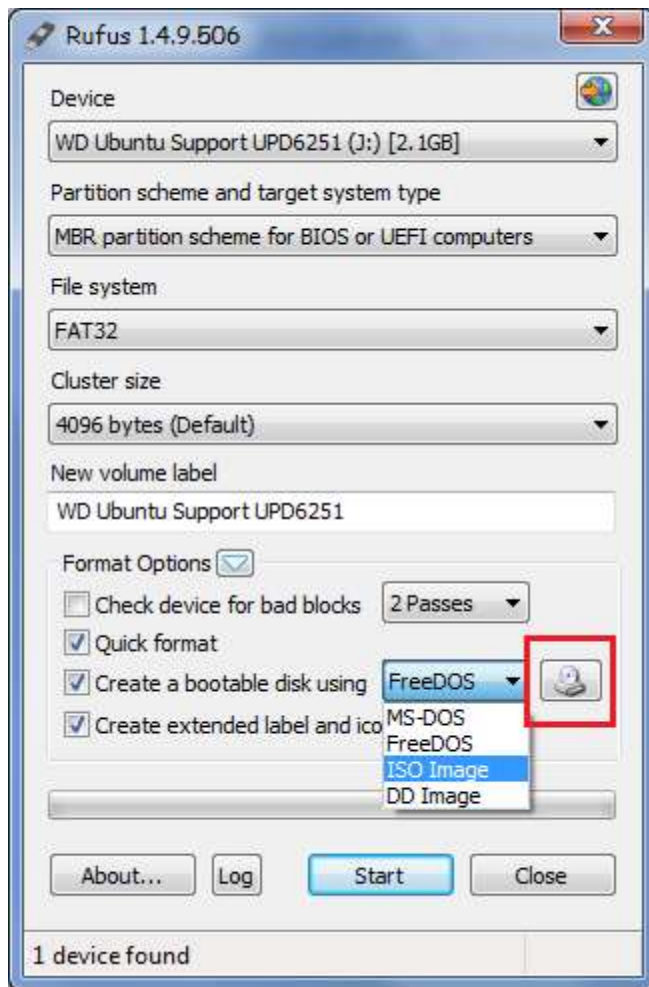 Rufus 1.4.9.506
Device
WD Ubuntu Support UPD6251 (J:) [2.1GB]
Partition scheme and target system type
MBR partition scheme for BIOS or UEFI computers
File system
FAT32
Cluster size
4096 bytes (Default)
New volume label
WD Ubuntu Support UPD6251
Format Options
Check device for bad blocks 2 Passes
Quick format
Create a bootable disk using FreeDOS
Create extended label and ico
MS-DOS
FreeDOS
ISO Image
DD Image
About... Log Start Close
1 device found